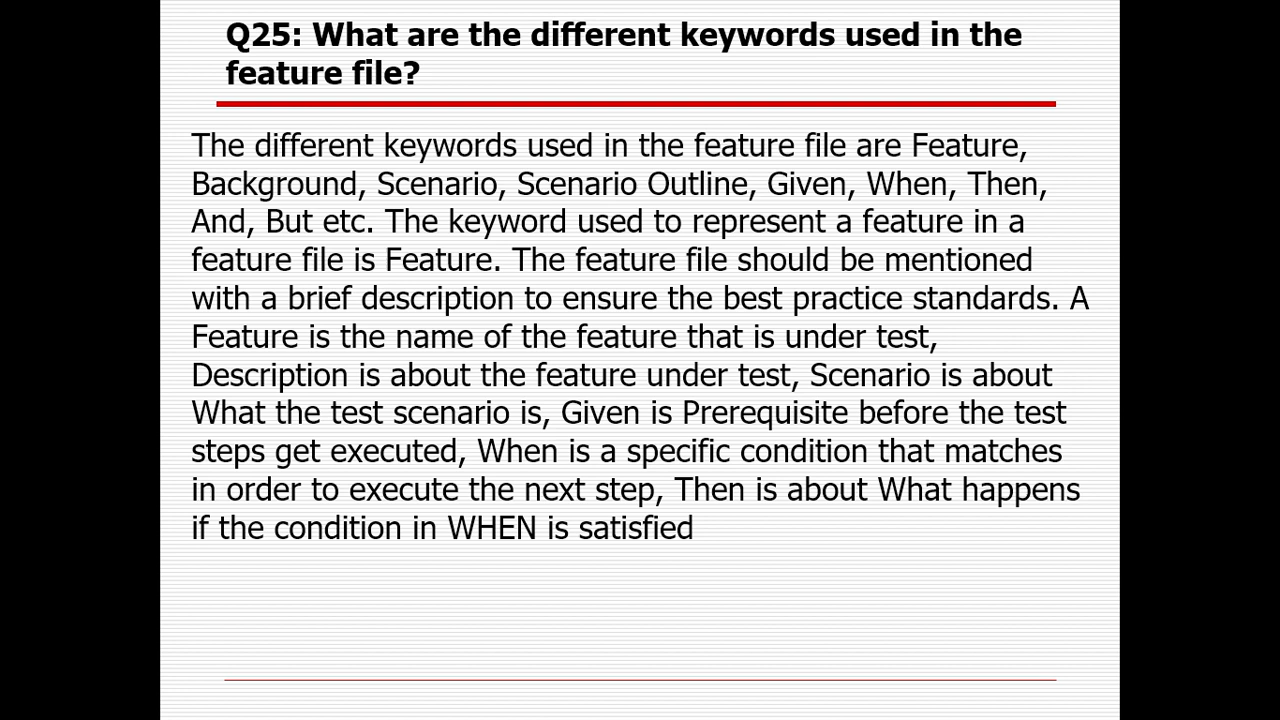 Q25: What are the different keywords used in the
feature file?
The different keywords used in the feature file are Feature,
Background, Scenario, Scenario Outline, Given, When, Then,
And, But etc. The keyword used to represent a feature in a
feature file is Feature. The feature file should be mentioned
with a brief description to ensure the best practice standards. A
Feature is the name of the feature that is under test,
Description is about the feature under test, Scenario is about
What the test scenario is, Given is Prerequisite before the test
steps get executed, When is a specific condition that matches
in order to execute the next step, Then is about What happens
if the condition in WHEN is satisfied